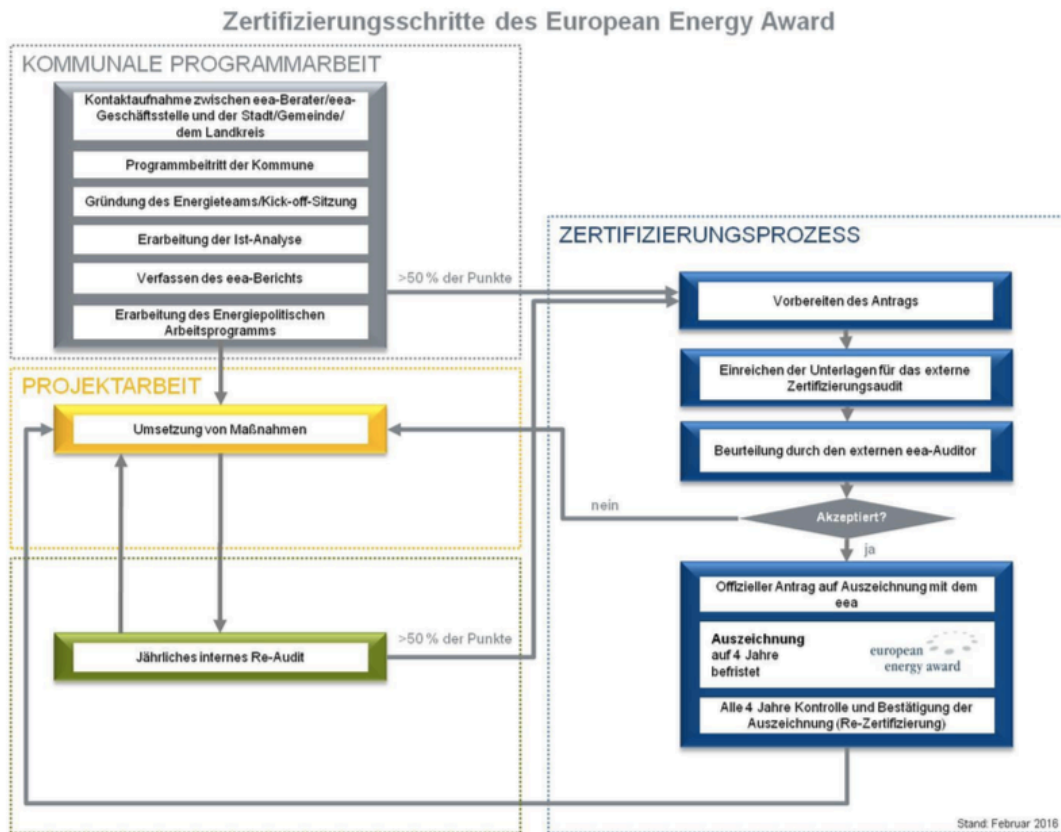 Zertifizierungsschritte des European Energy Award
KOMMUNALE PROGRAMMARBEIT
Kontaktaufnahme zwischen eea-Berater/eea-
Geschäftsstelle und der Stadt/Gemeinde/
dem Landkreis
Programmbeitritt der Kommune
Gründung des Energieteams/Kick-off-Sitzung
Erarbeitung der Ist-Analyse
Verfassen des eea-Berichts
Erarbeitung des Energiepolitischen
Arbeitsprogramms
>50 % der Punkte
PROJEKTARBEIT
Umsetzung von Maßnahmen
Jährliches internes Re-Audit
>50 % der Punkte
ZERTIFIZIERUNGSPROZESS
Vorbereiten des Antrags
Einreichen der Unterlagen für das externe
Zertifizierungsaudit
Beurteilung durch den externen eea-Auditor
Akzeptiert?
nein
ja
Offizieller Antrag auf Auszeichnung mit dem
eea
Auszeichnung
auf 4 Jahre
befristet
european
energy award
Alle 4 Jahre Kontrolle und Bestätigung der
Auszeichnung (Re-Zertifizierung)
Stand: Februar 2016